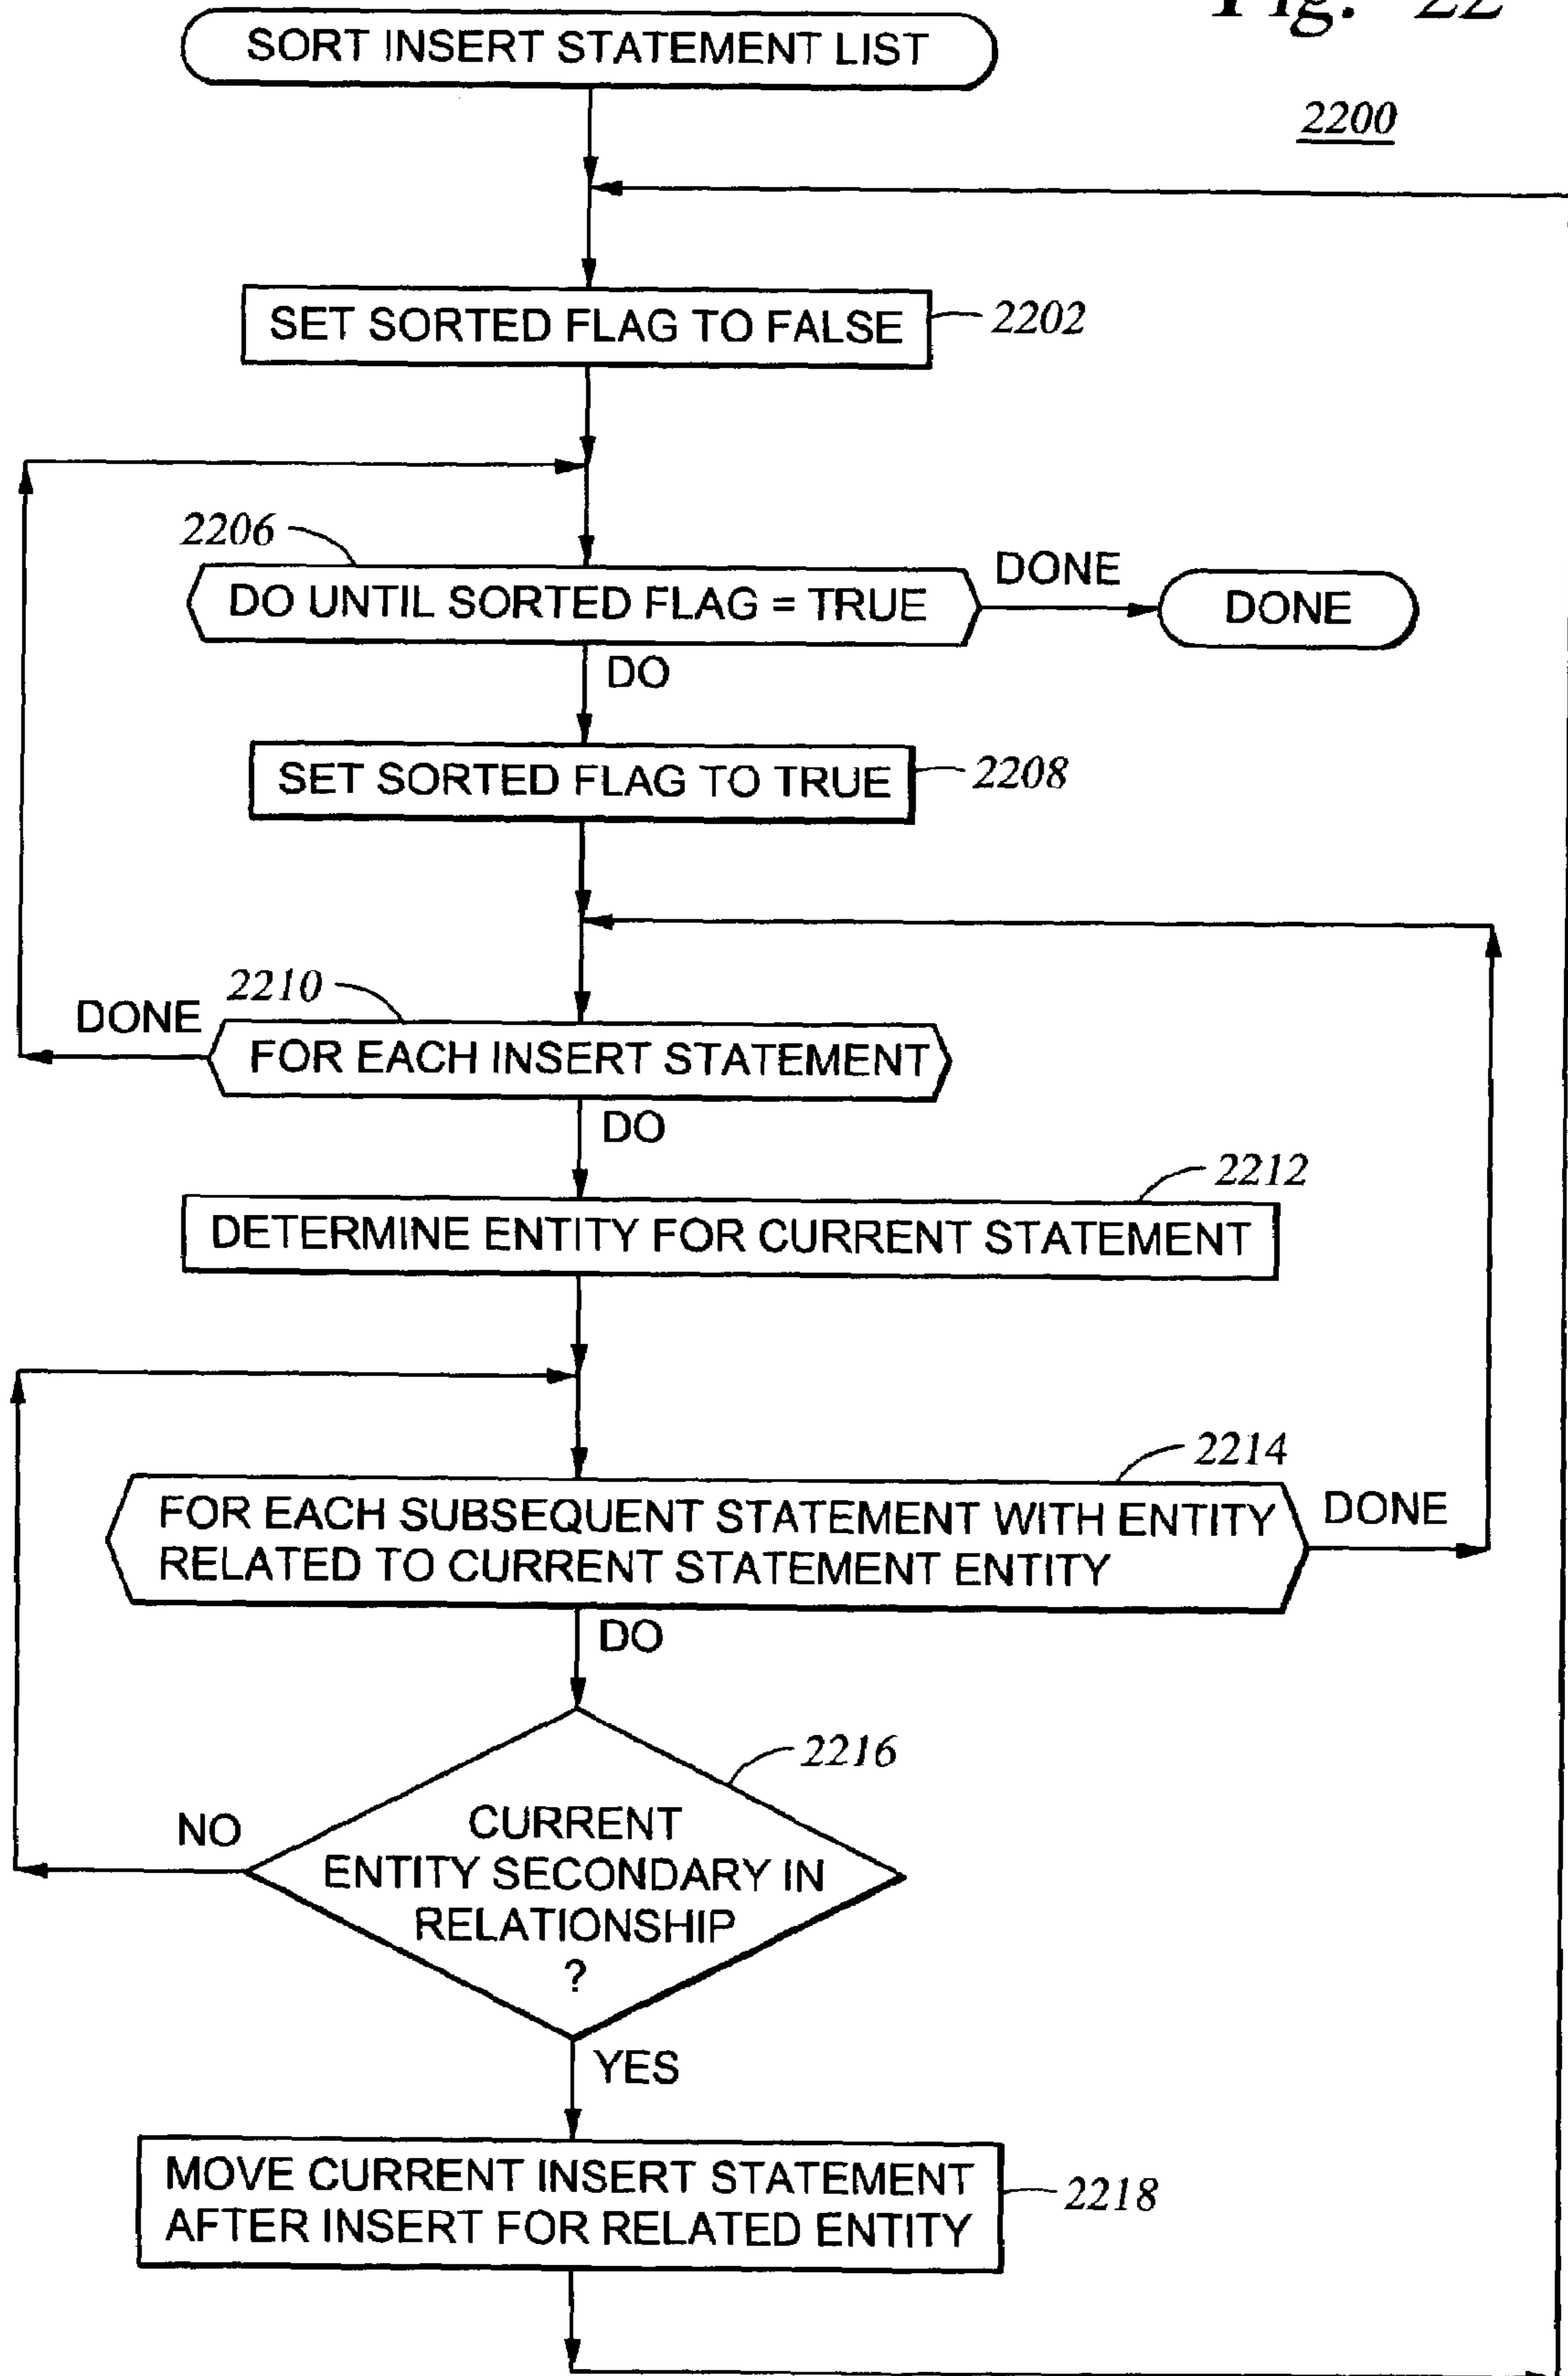 Fig. 22
SORT INSERT STATEMENT LIST
2200
SET SORTED FLAG TO FALSE
2202
2206
DO UNTIL SORTED FLAG = TRUE
DONE
DONE
DO
SET SORTED FLAG TO TRUE
2208
2210
DONE
FOR EACH INSERT STATEMENT
DO
2212
DETERMINE ENTITY FOR CURRENT STATEMENT
2214
FOR EACH SUBSEQUENT STATEMENT WITH ENTITY
RELATED TO CURRENT STATEMENT ENTITY
DONE
DO
2216
NO
CURRENT
ENTITY SECONDARY IN
RELATIONSHIP
?
YES
MOVE CURRENT INSERT STATEMENT
AFTER INSERT FOR RELATED ENTITY
2218